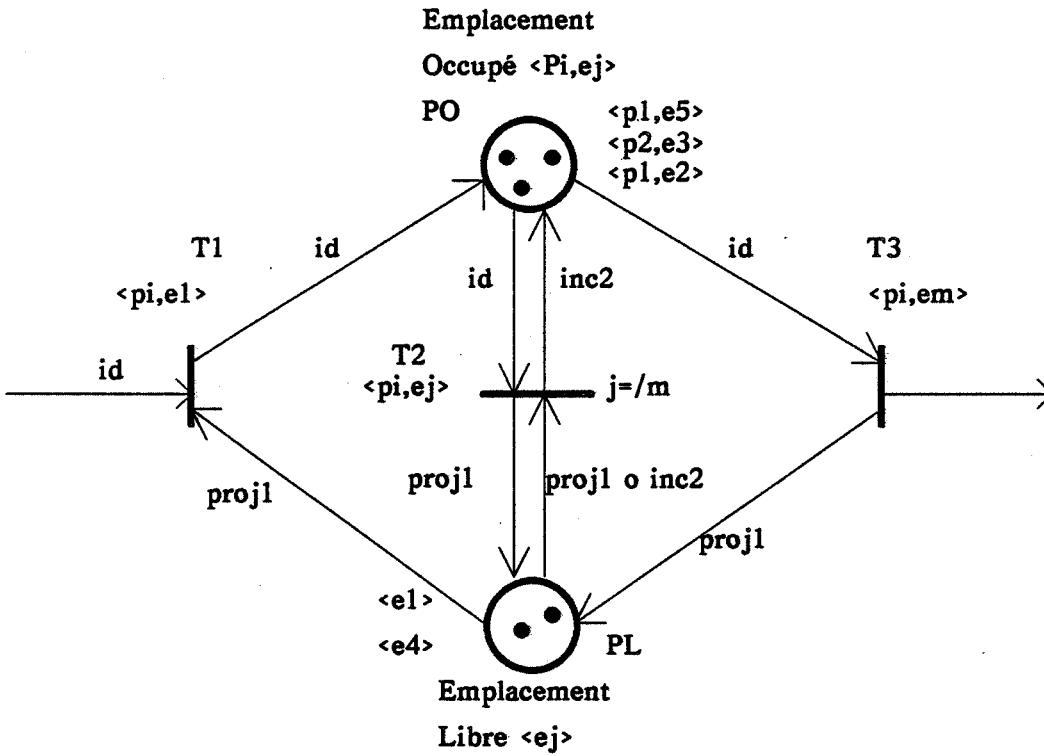 Emplacement
Occupé <Pi,ej>
PO
<p1,e5>
<p2,e3>
<p1,e2>
T1
id
id
inc2
id
T3
<pi,e1>
<pi,em>
id
T2
<pi,ej>
j=/m
proj1
proj1
proj1 o inc2
proj1
<e1>
<e4>
PL
Emplacement
Libre <ej>